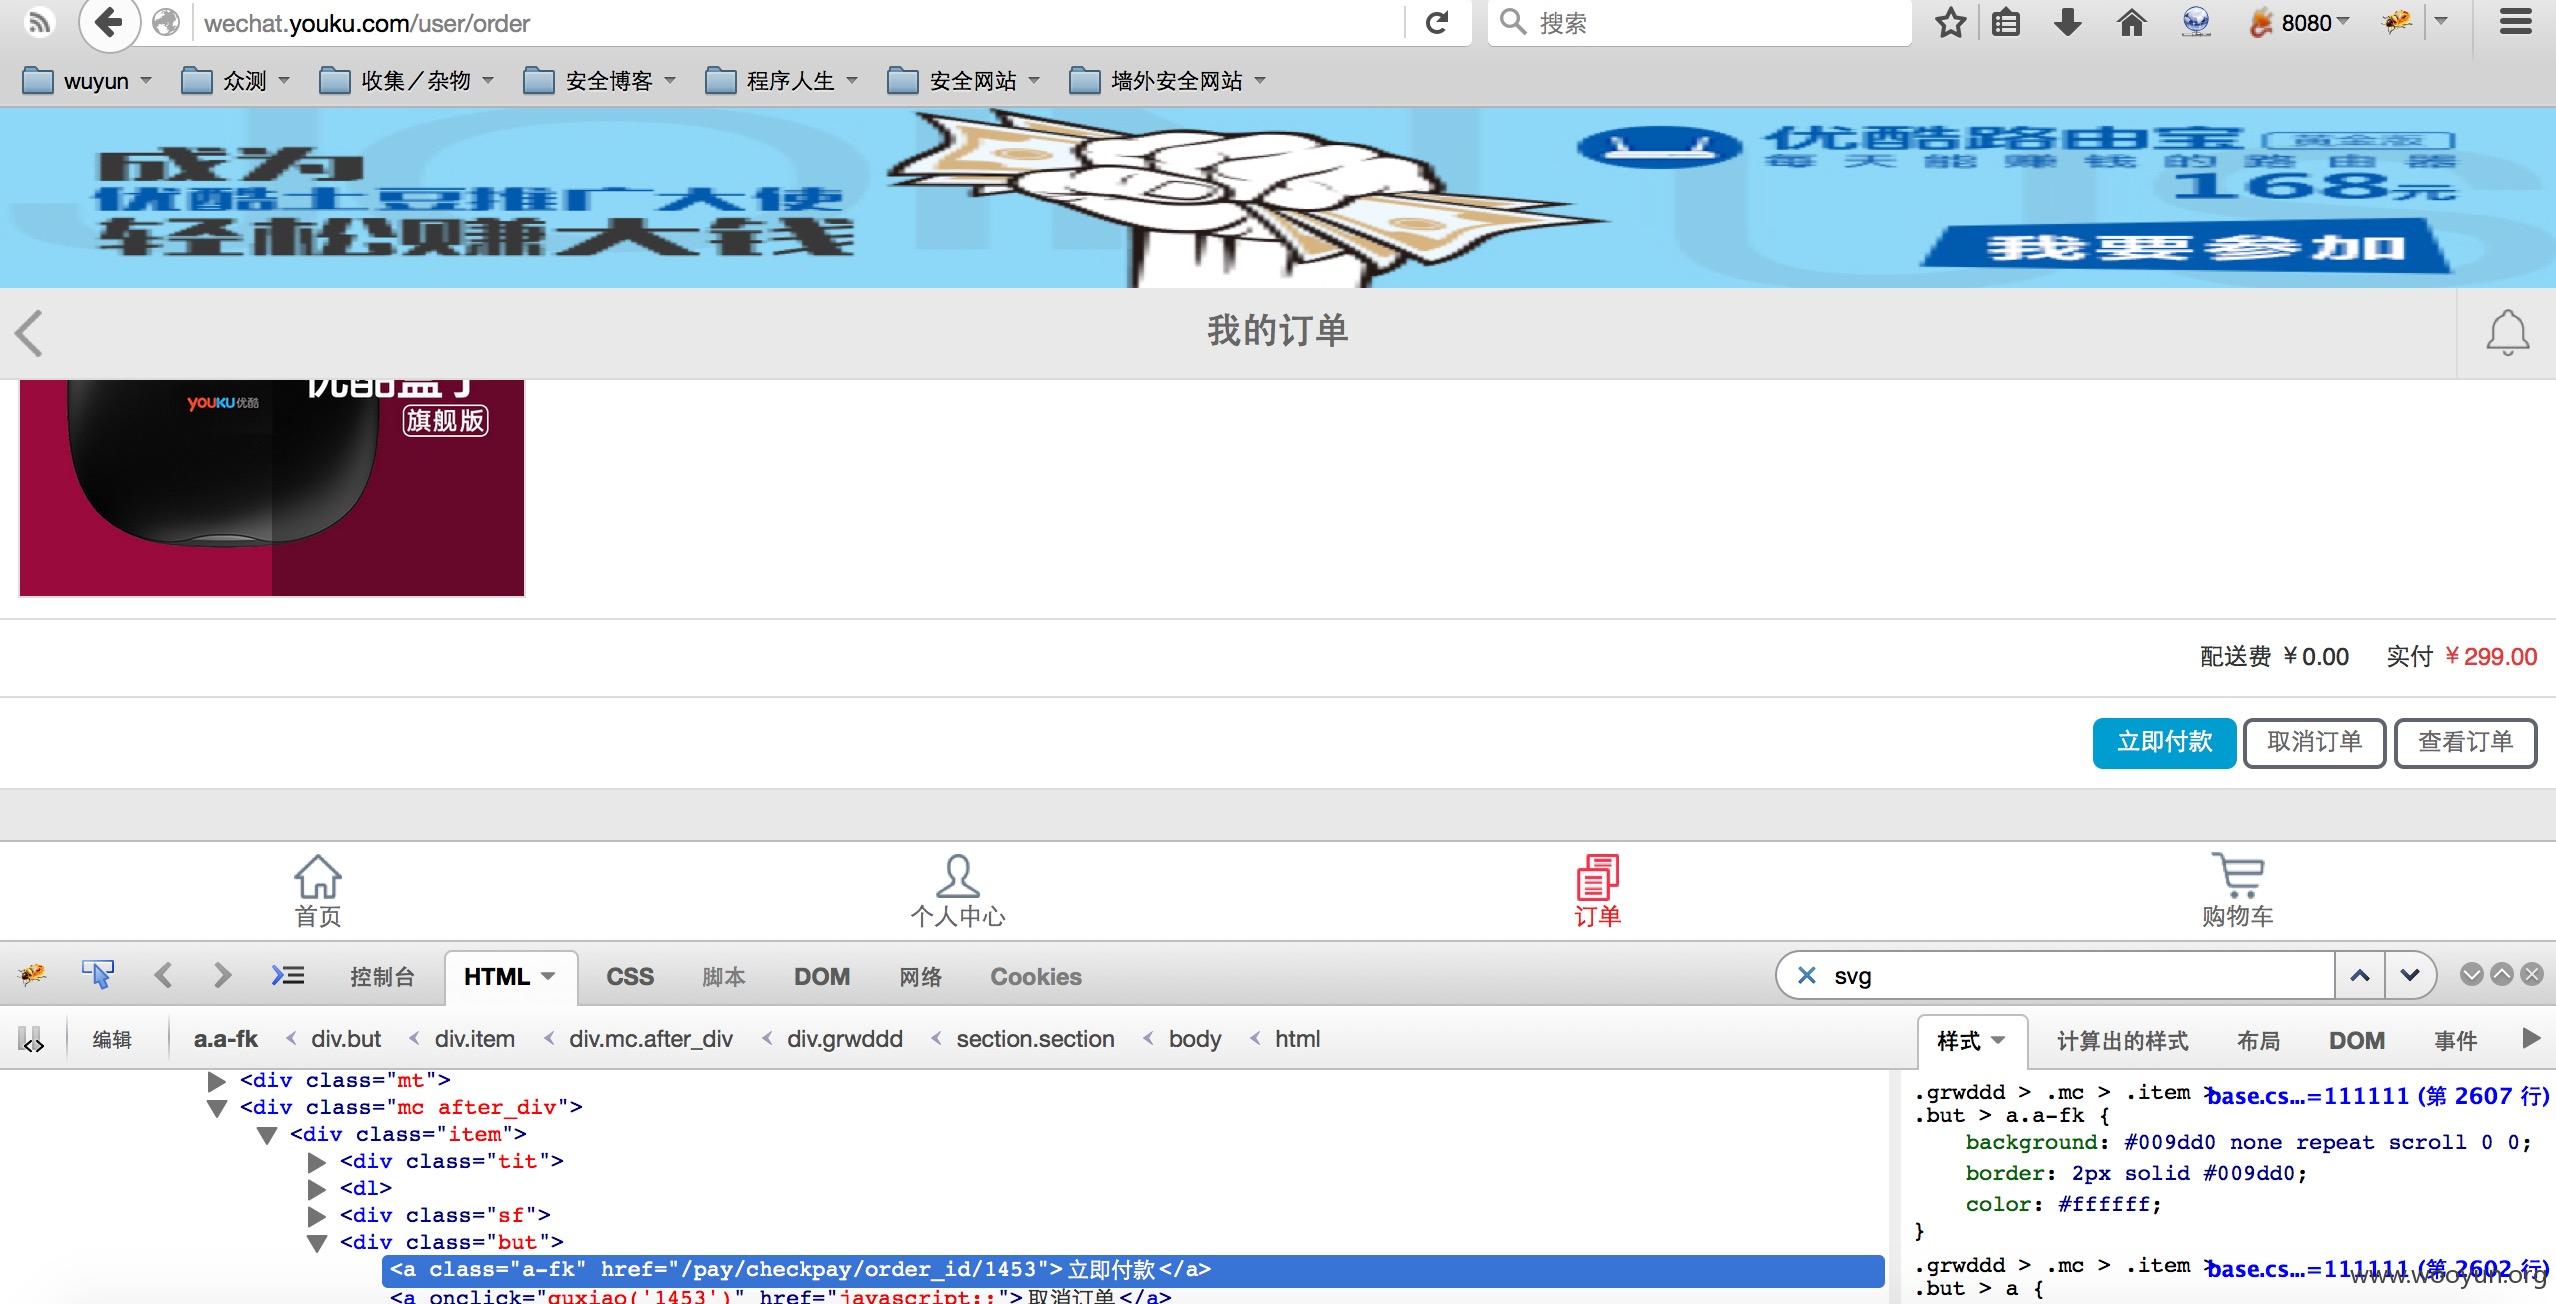 wechat.youku.com/user/order
搜索
8080
wuyun
众测
收集／杂物
安全博客
程序人生
安全网站
墙外安全网站
成为
优酷土豆推广大使
轻松须赚大钱
优酷路由宝 黄金版
每天能赚钱的路由器
168元
我要参加
我的订单
优酷盒子
YOUKU优酷
旗舰版
配送费 ￥0.00 实付 ￥299.00
立即付款 取消订单 查看订单
首页
个人中心
订单
购物车
控制台 HTML CSS 脚本 DOM 网络 Cookies
svg
编辑 a.a-fk < div.but < div.item < div.mc.after_div < div.grwddd < section.section < body < html
样式 计算出的样式 布局 DOM 事件
<div class="mt">
<div class="mc after_div">
<div class="item">
<div class="tit">
<dl>
<div class="sf">
<div class="but">
<a class="a-fk" href="/pay/checkpay/order_id/1453">立即付款</a>
<a onclick="quxiao('1453')" href="javascript:;">取消订单</a>
.grwddd > .mc > .item > base.cs...=111111 (第 2607 行)
.but > a.a-fk {
background: #009dd0 none repeat scroll 0 0;
border: 2px solid #009dd0;
color: #ffffff;
}
.grwddd > .mc > .item > base.cs...=111111 (第 2602 行)
.but > a {
www.wooyun.org